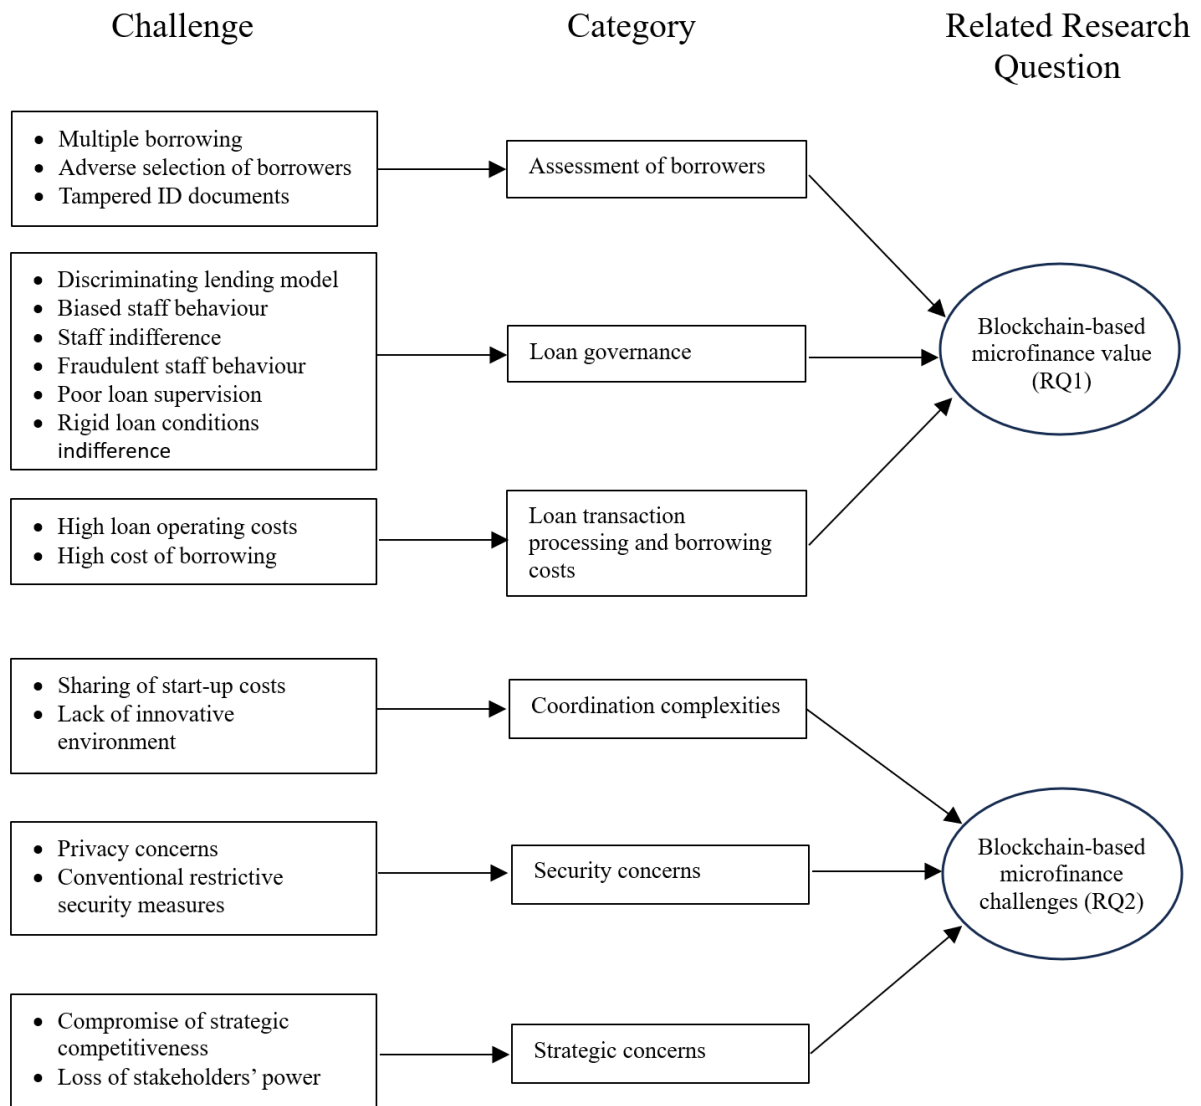 Challenge
Category
Related Research
Question
• Multiple borrowing
• Adverse selection of borrowers
• Tampered ID documents
Assessment of borrowers
• Discriminating lending model
• Biased staff behaviour
• Staff indifference
• Fraudulent staff behaviour
• Poor loan supervision
• Rigid loan conditions
indifference
Loan governance
Blockchain-based
microfinance value
(RQ1)
• High loan operating costs
• High cost of borrowing
Loan transaction
processing and borrowing
costs
• Sharing of start-up costs
• Lack of innovative
environment
Coordination complexities
• Privacy concerns
• Conventional restrictive
security measures
Security concerns
Blockchain-based
microfinance
challenges (RQ2)
• Compromise of strategic
competitiveness
• Loss of stakeholders’ power
Strategic concerns